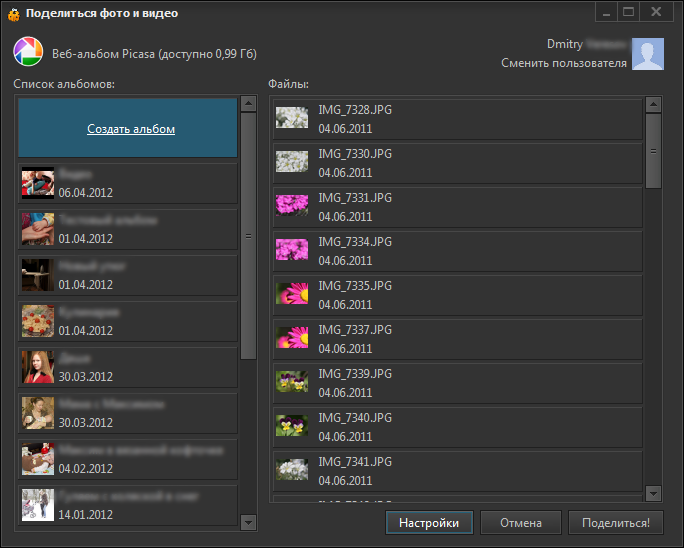 Поделиться фото и видео
Веб-альбом Picasa (доступно 0,99 Гб)
Dmitry
Сменить пользователя
Список альбомов:
Создать альбом
06.04.2012
01.04.2012
01.04.2012
01.04.2012
30.03.2012
30.03.2012
04.02.2012
14.01.2012
Файлы:
IMG_7328.JPG
04.06.2011
IMG_7330.JPG
04.06.2011
IMG_7331.JPG
04.06.2011
IMG_7334.JPG
04.06.2011
IMG_7335.JPG
04.06.2011
IMG_7337.JPG
04.06.2011
IMG_7339.JPG
04.06.2011
IMG_7340.JPG
04.06.2011
IMG_7341.JPG
04.06.2011
Настройки
Отмена
Поделиться!